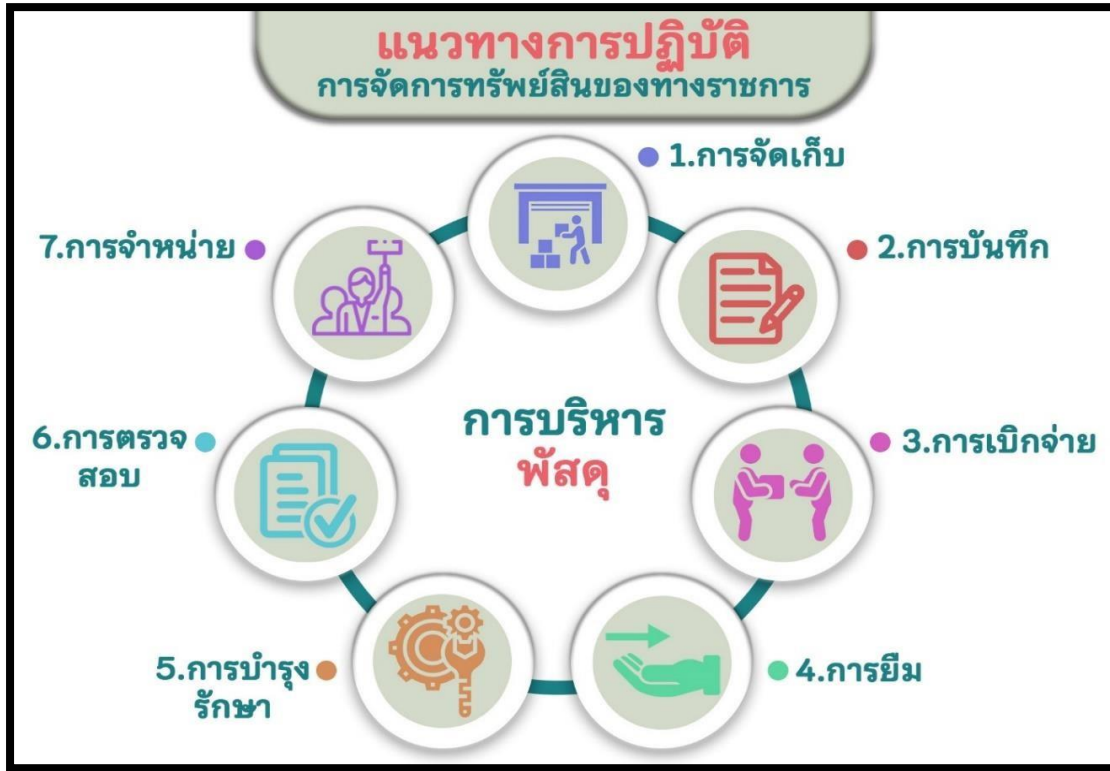 แนวทางการปฏิบัติ
การจัดการทรัพย์สินของทางราชการ
1.การจัดเก็บ
2.การบันทึก
3.การเบิกจ่าย
4.การยืม
5.การบำรุง
รักษา
6.การตรวจ
สอบ
7.การจำหน่าย
การบริหาร
พัสดุ